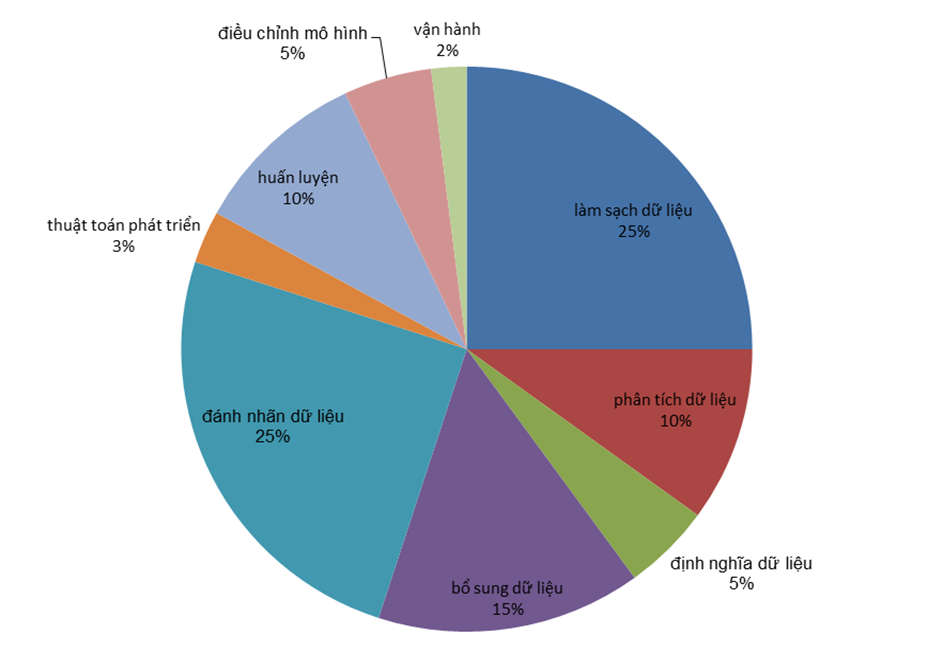 điều chỉnh mô hình
5%
vận hành
2%
làm sạch dữ liệu
25%
huấn luyện
10%
thuật toán phát triển
3%
phân tích dữ liệu
10%
đánh nhãn dữ liệu
25%
định nghĩa dữ liệu
5%
bổ sung dữ liệu
15%